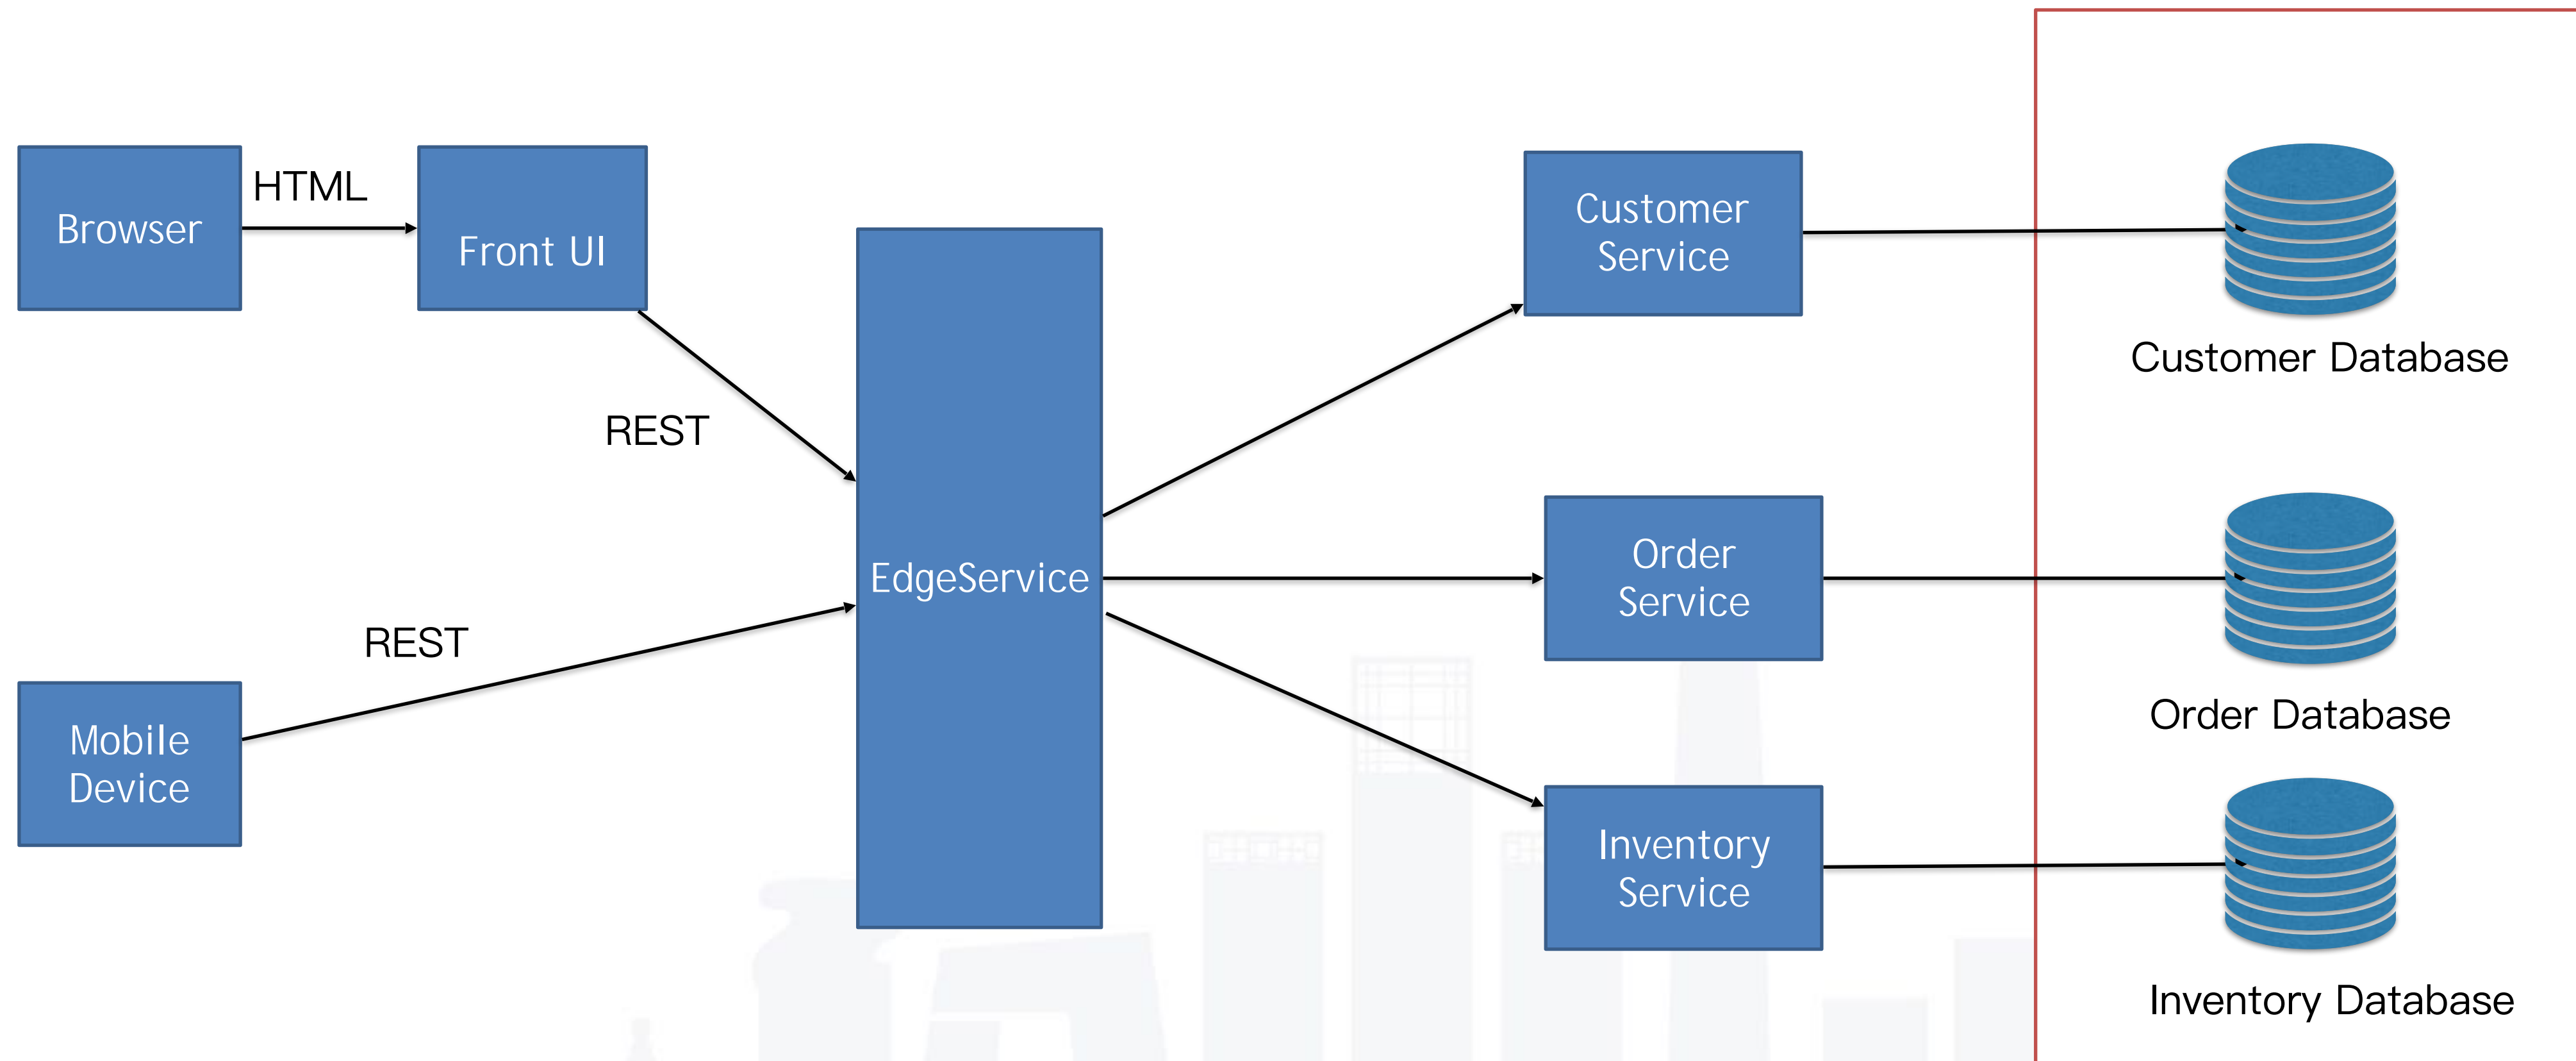 Browser
HTML
Front UI
REST
EdgeService
REST
Mobile
Device
Customer
Service
Order
Service
Inventory
Service
Customer Database
Order Database
Inventory Database